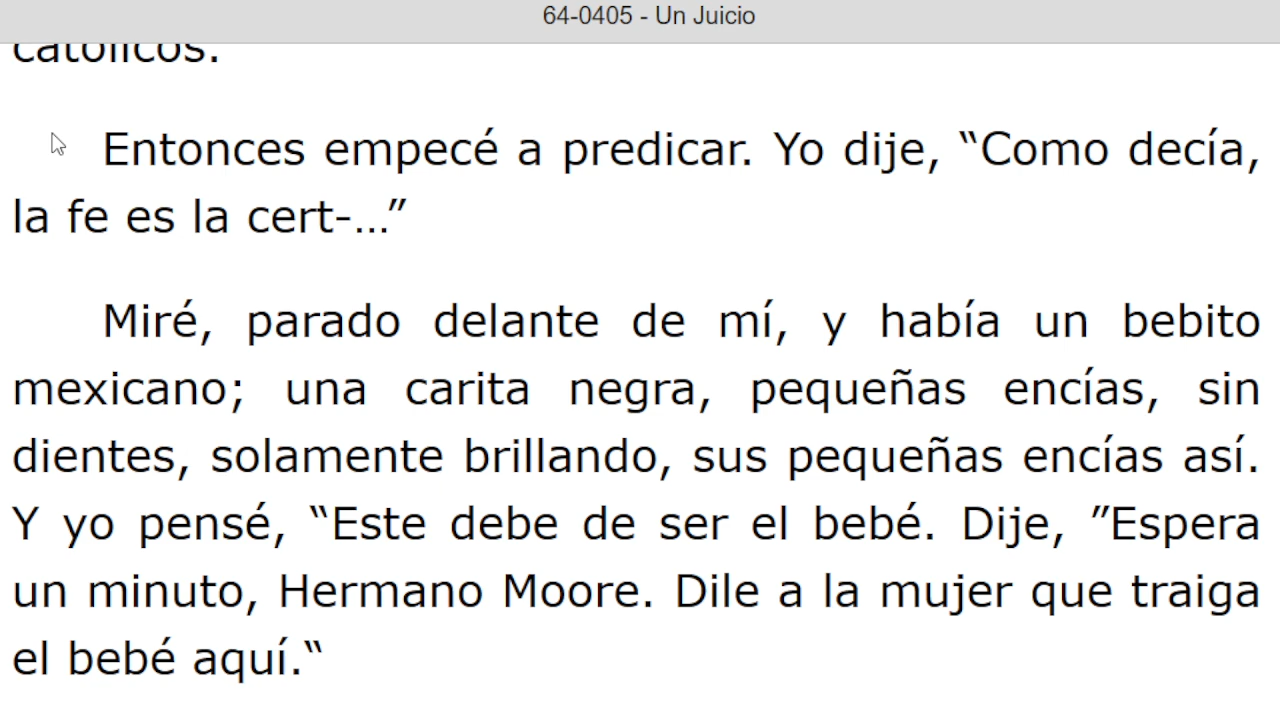 64-0405 - Un Juicio
católicos.
Entonces empecé a predicar. Yo dije, “Como decía,
la fe es la cert-…”
Miré, parado delante de mí, y había un bebito
mexicano; una carita negra, pequeñas encías, sin
dientes, solamente brillando, sus pequeñas encías así.
Y yo pensé, “Este debe de ser el bebé. Dije, ”Espera
un minuto, Hermano Moore. Dile a la mujer que traiga
el bebé aquí.“